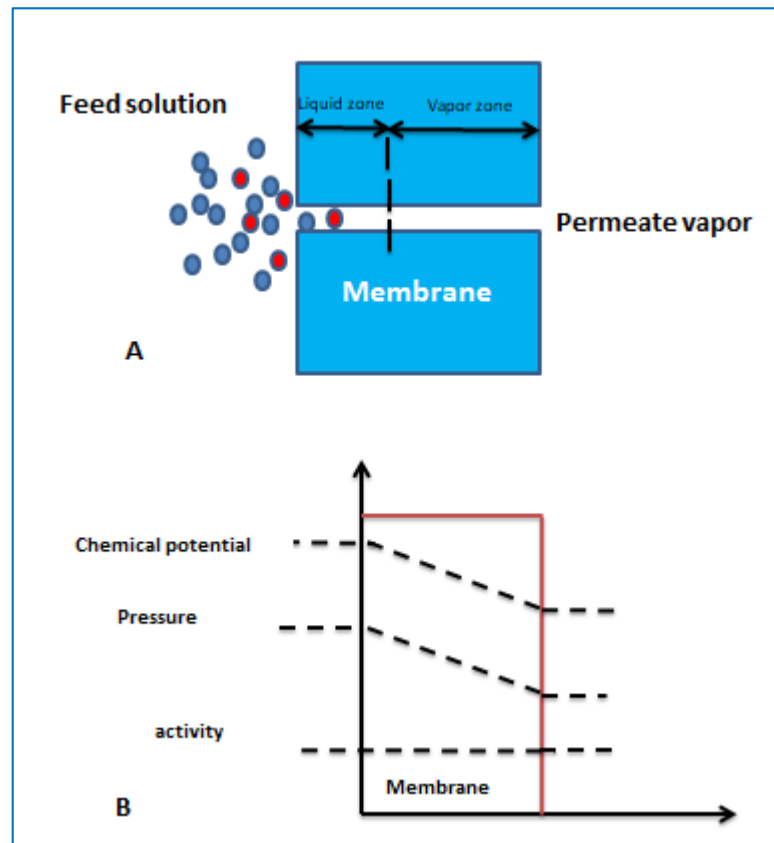 Feed solution
Liquid zone
Vapor zone
Permeate vapor
Membrane
A
Chemical potential
Pressure
activity
Membrane
B